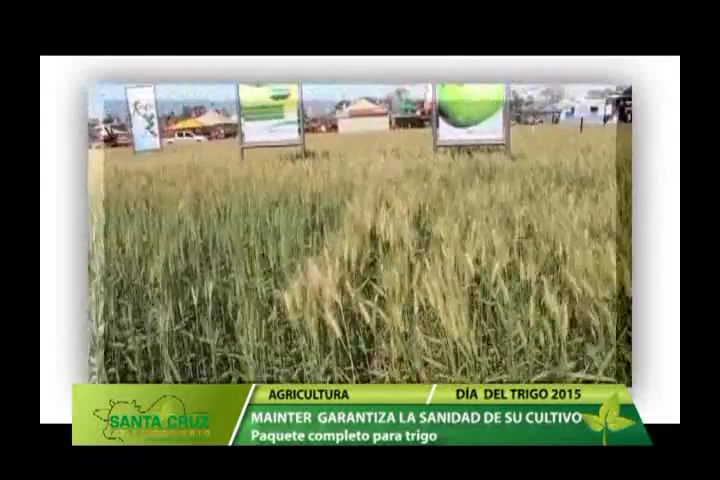 AGRICULTURA
DÍA DEL TRIGO 2015
SANTA CRUZ
MAINTER GARANTIZA LA SANIDAD DE SU CULTIVO
Paquete completo para trigo